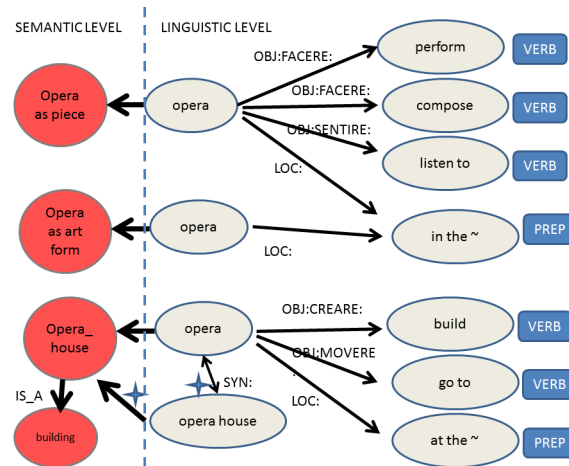 SEMANTIC LEVEL
LINGUISTIC LEVEL
OBJ:FACERE:
perform
VERB
Opera
as piece
opera
OBJ:FACERE:
compose
VERB
OBJ:SENTIRE:
listen to
VERB
LOC:
Opera
as art
form
opera
LOC:
in the ~
PREP
Opera_
house
opera
OBJ:CREARE:
build
VERB
OBJ:MOVERE
:
go to
VERB
SYN:
LOC:
IS_A
opera house
building
at the ~
PREP